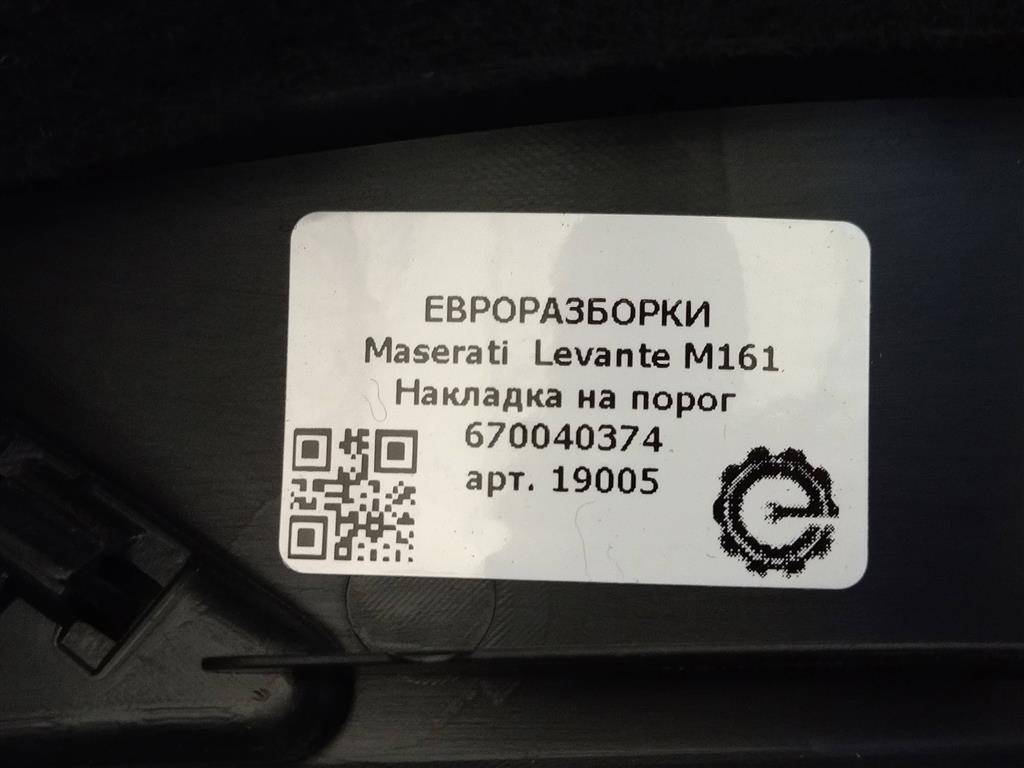 ЕВРОРАЗБОРКИ
Maserati Levante M161
Накладка на порог
670040374
арт. 19005